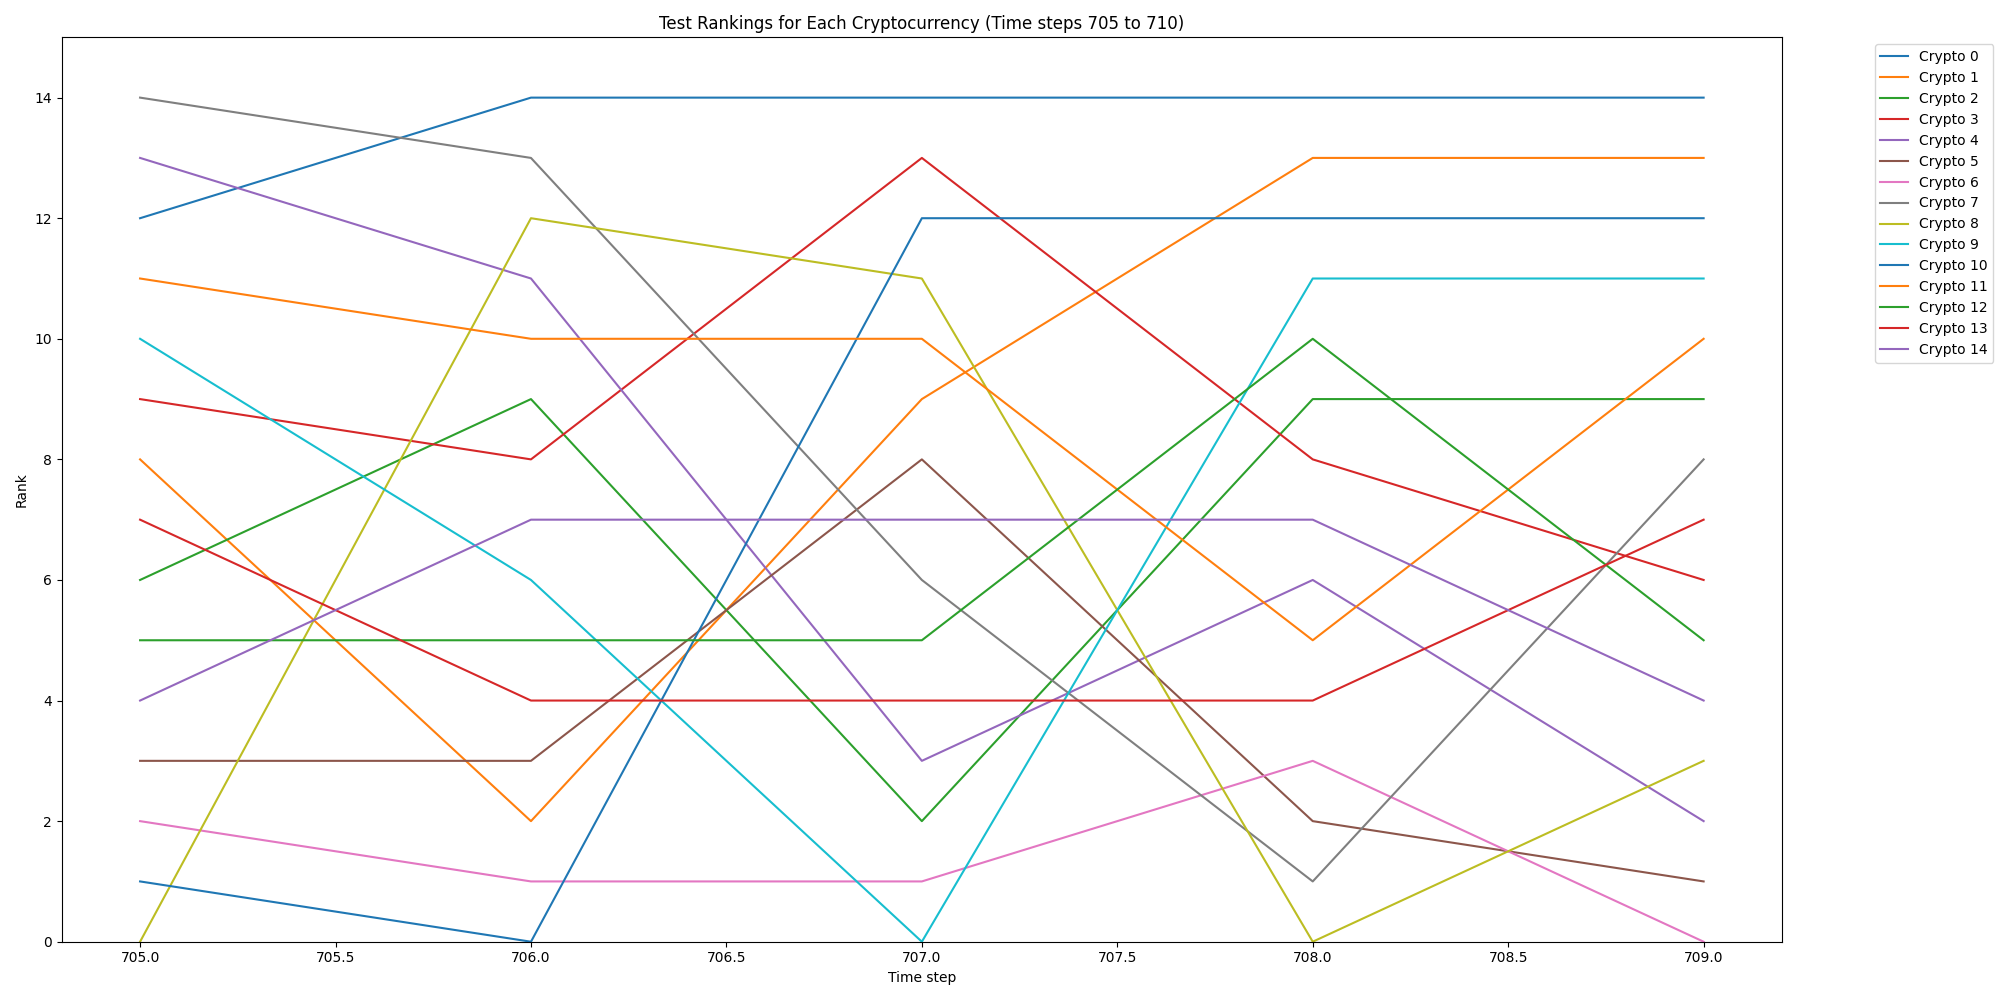 Test Rankings for Each Cryptocurrency (Time steps 705 to 710)
Rank
14
12
10
8
6
4
2
0
705.0 705.5 706.0 706.5 707.0 707.5 708.0 708.5 709.0
Time step
Crypto 0
Crypto 1
Crypto 2
Crypto 3
Crypto 4
Crypto 5
Crypto 6
Crypto 7
Crypto 8
Crypto 9
Crypto 10
Crypto 11
Crypto 12
Crypto 13
Crypto 14